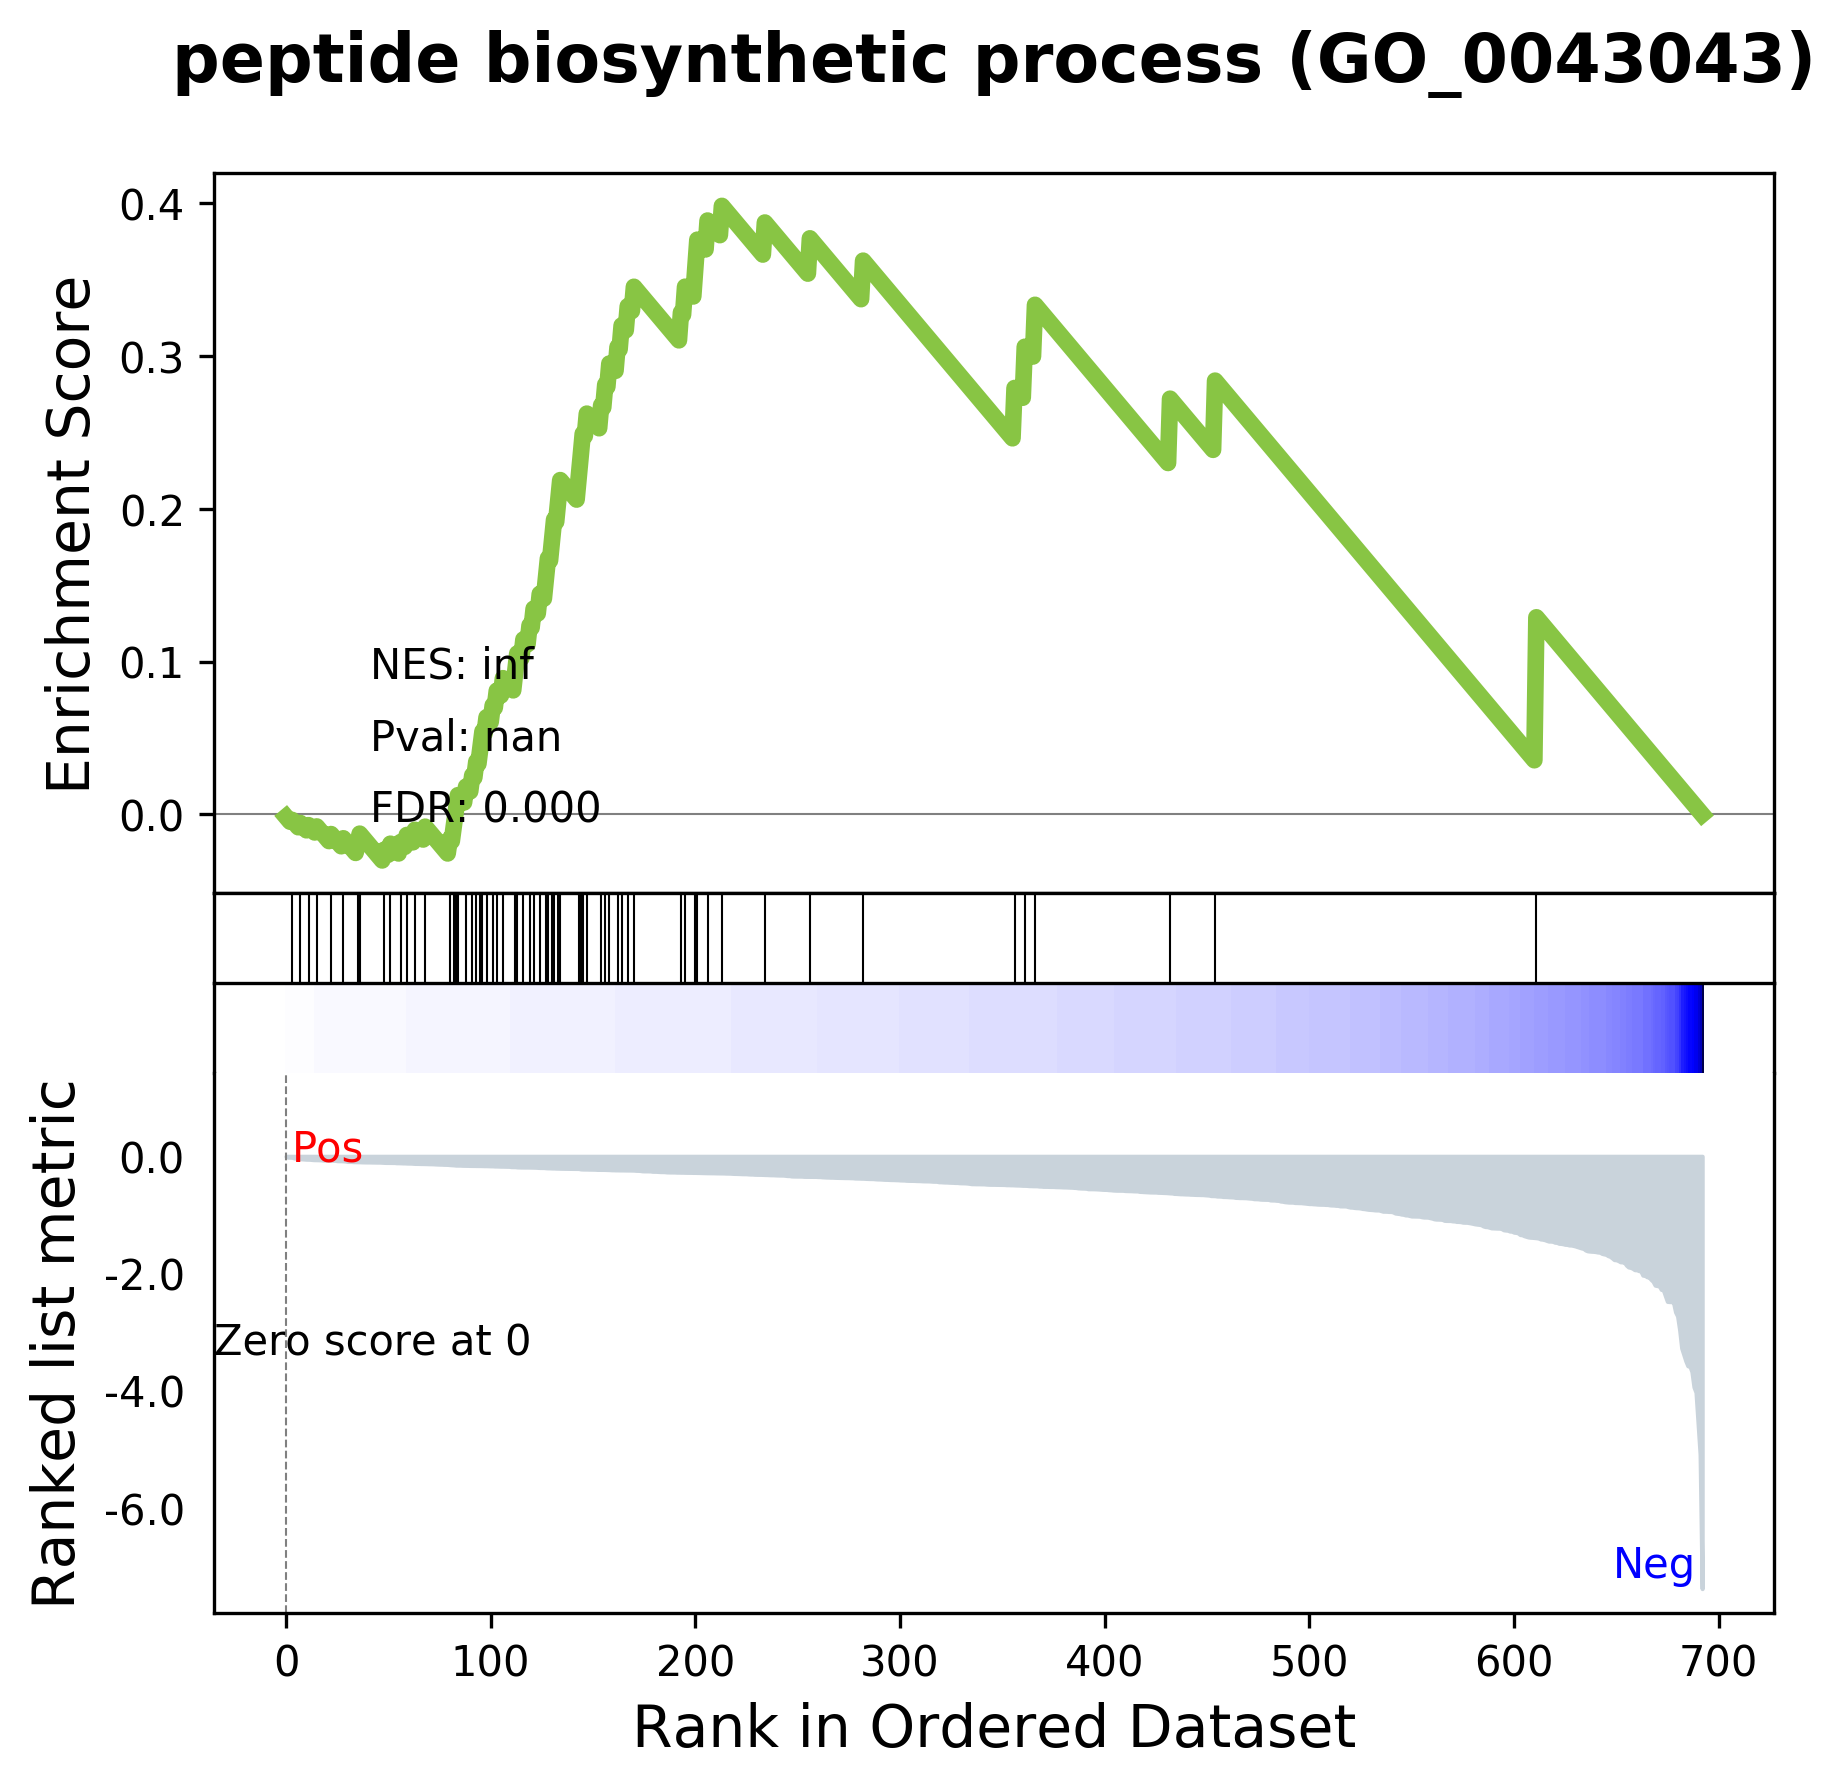 peptide biosynthetic process (GO_0043043)
Enrichment Score
0.4
0.3
0.2
0.1
0.0
NES: inf
Pval: nan
FDR: 0.000
Ranked list metric
0.0
-2.0
-4.0
-6.0
Pos
Zero score at 0
Neg
0 100 200 300 400 500 600 700
Rank in Ordered Dataset